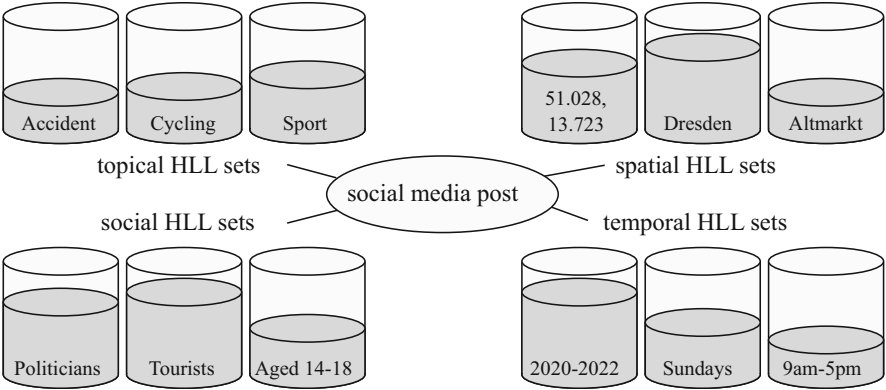 Accident
Cycling
Sport
51.028,
13.723
Dresden
Altmarkt
topical HLL sets
spatial HLL sets
social media post
social HLL sets
temporal HLL sets
Politicians
Tourists
Aged 14-18
2020-2022
Sundays
9am-5pm